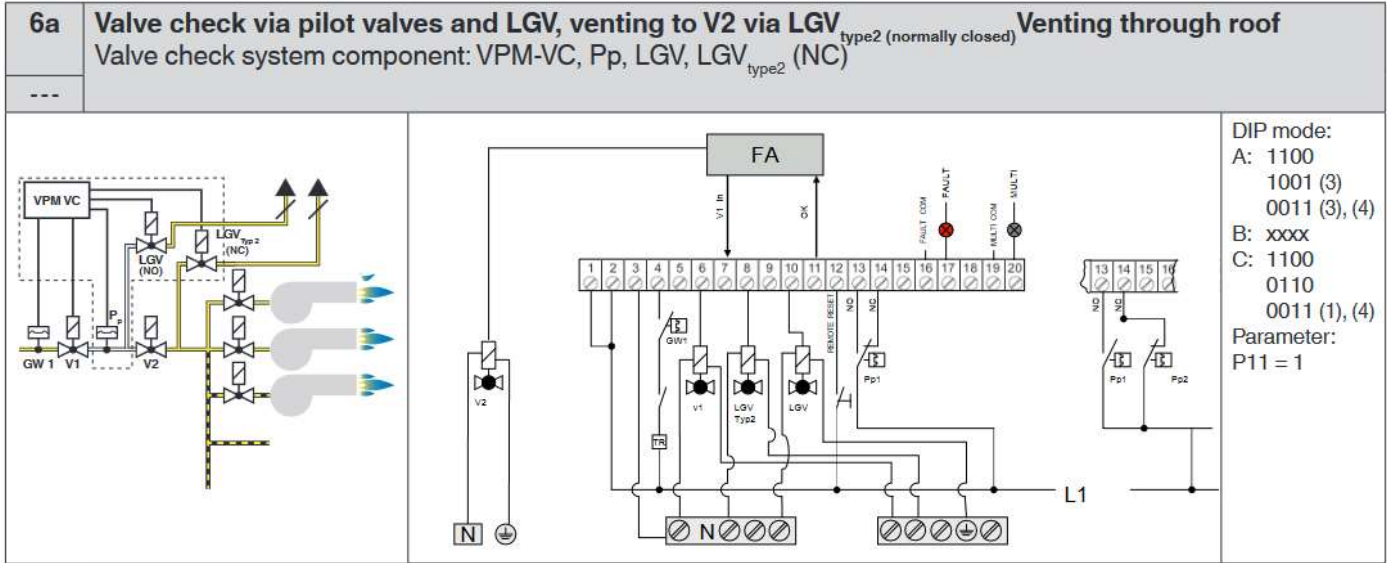 6a
Valve check via pilot valves and LGV, venting to V2 via LGVtype2 (normally closed) Venting through roof
Valve check system component: VPM-VC, Pp, LGV, LGVtype2 (NC)
---
VPM VC
LGV
(NO)
LGV Typ 2
(NC)
Pp
GW 1
V1
V2
FA
V1 In
OK
FAULT COM
FAULT
MULTI COM
MULTI
1 2 3 4 5 6 7 8 9 10 11 12 13 14 15 16 17 18 19 20
13 14 15 16
GW1
REMOTE RESET
NO
NC
NO
NC
V2
v1
LGV
Typ2
LGV
Pp1
Pp1
Pp2
TR
L1
N
N
DIP mode:
A: 1100
1001 (3)
0011 (3), (4)
B: xxxx
C: 1100
0110
0011 (1), (4)
Parameter:
P11 = 1